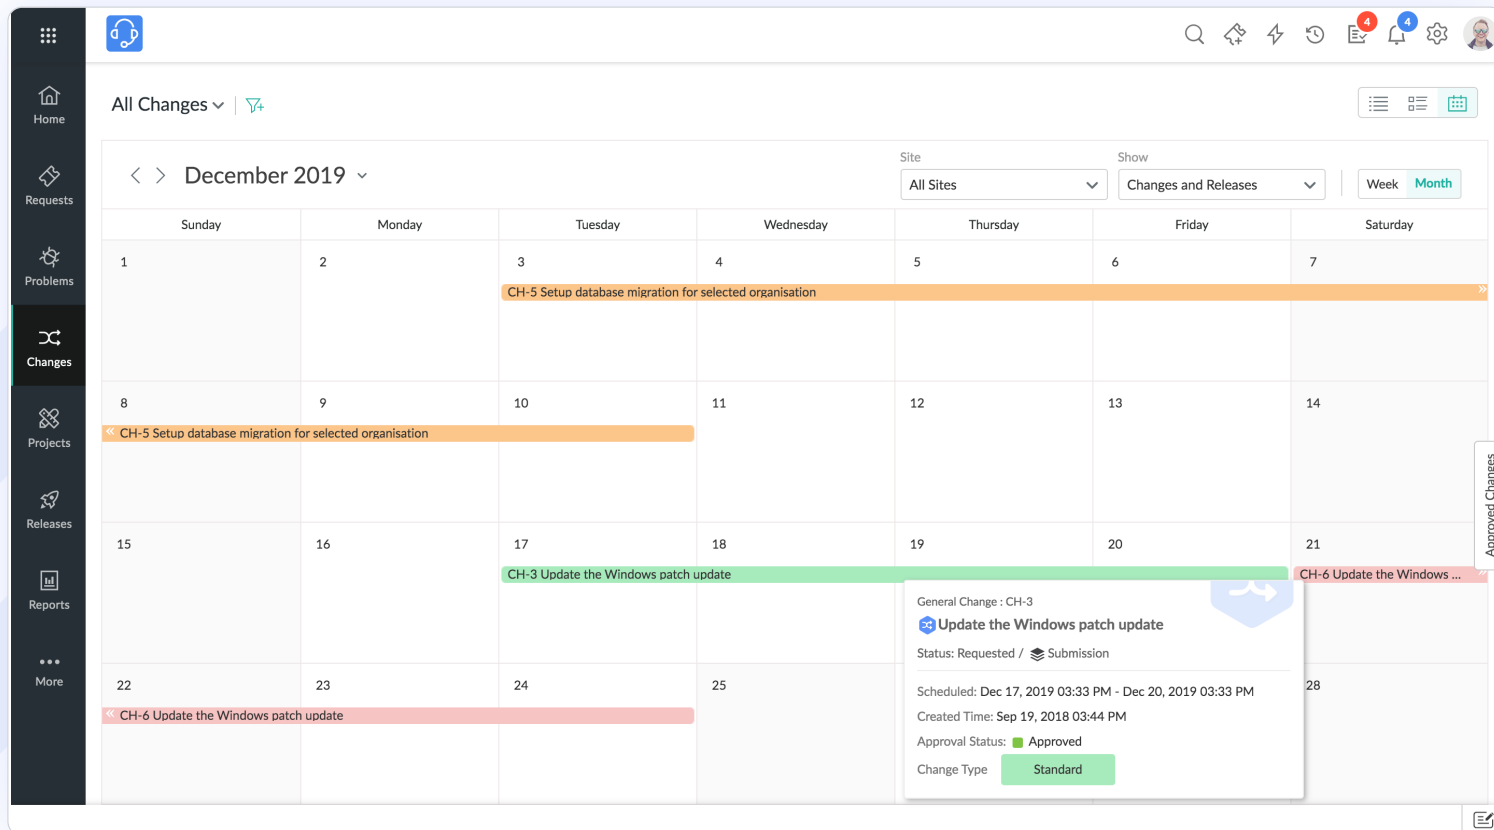 4
4
Home
Requests
Problems
Changes
Projects
Releases
Reports
More
All Changes
December 2019
Site
All Sites
Show
Changes and Releases
Week Month
Sunday Monday Tuesday Wednesday Thursday Friday Saturday
1 2 3 4 5 6 7
CH-5 Setup database migration for selected organisation
8 9 10 11 12 13 14
CH-5 Setup database migration for selected organisation
Approved Changes
15 16 17 18 19 20 21
CH-3 Update the Windows patch update
CH-6 Update the Windows ...
General Change : CH-3
Update the Windows patch update
Status: Requested / Submission
Scheduled: Dec 17, 2019 03:33 PM - Dec 20, 2019 03:33 PM
Created Time: Sep 19, 2018 03:44 PM
Approval Status: Approved
Change Type Standard
22 23 24 25 28
CH-6 Update the Windows patch update